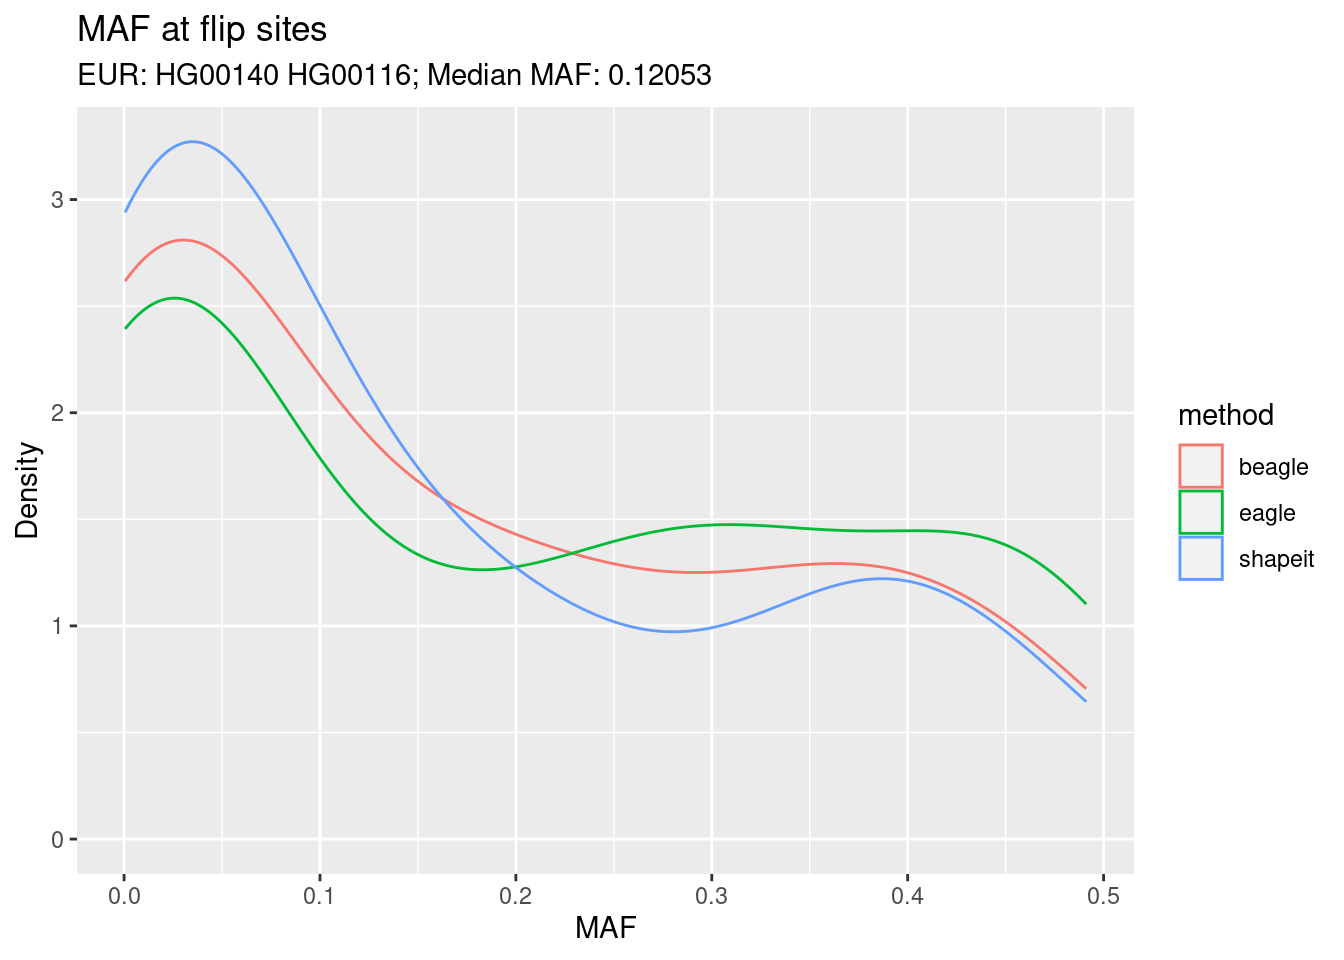 MAF at flip sites
EUR: HG00140 HG00116; Median MAF: 0.12053
Density
3
2
1
0
0.0 0.1 0.2 0.3 0.4 0.5
MAF
method
beagle
eagle
shapeit